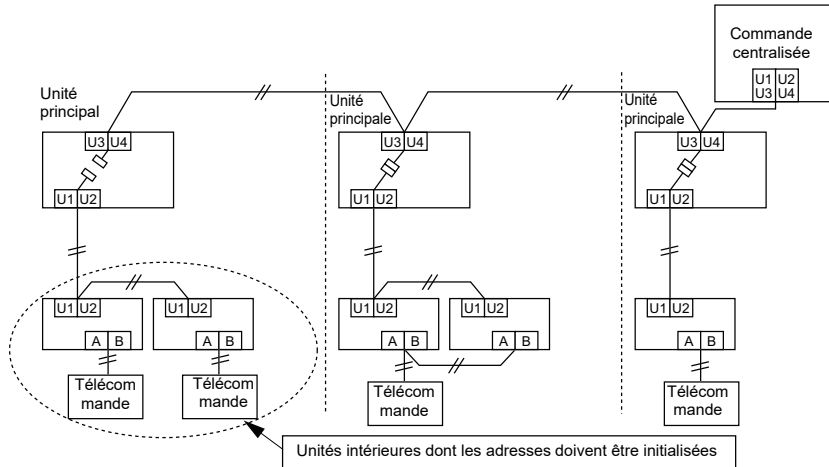 Commande
centralisée
U1 U2
U3 U4
Unité
principal
Unité
principale
Unité
principale
U3 U4
U3 U4
U3 U4
U1 U2
U1 U2
U1 U2
U1 U2
U1 U2
U1 U2
U1 U2
U1 U2
A B
A B
A B
A B
A B
Télécom
mande
Télécom
mande
Télécom
mande
Télécom
mande
Unités intérieures dont les adresses doivent être initialisées